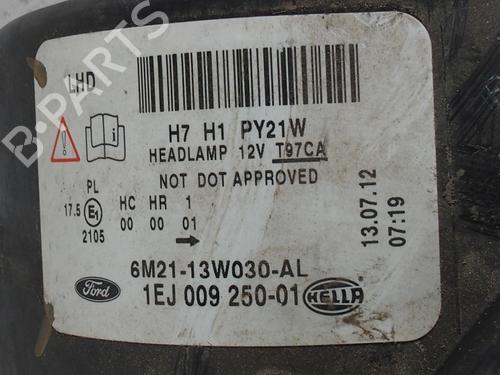 LHD
B-PARTS
H7 H1 PY21W
HEADLAMP 12V T97CA
NOT DOT APPROVED
PL HC HR 1
17.5 E1 00 00 01
2105
13.07.12
07:19
6M21-13W030-AL
Ford 1EJ 009 250-01 HELLA